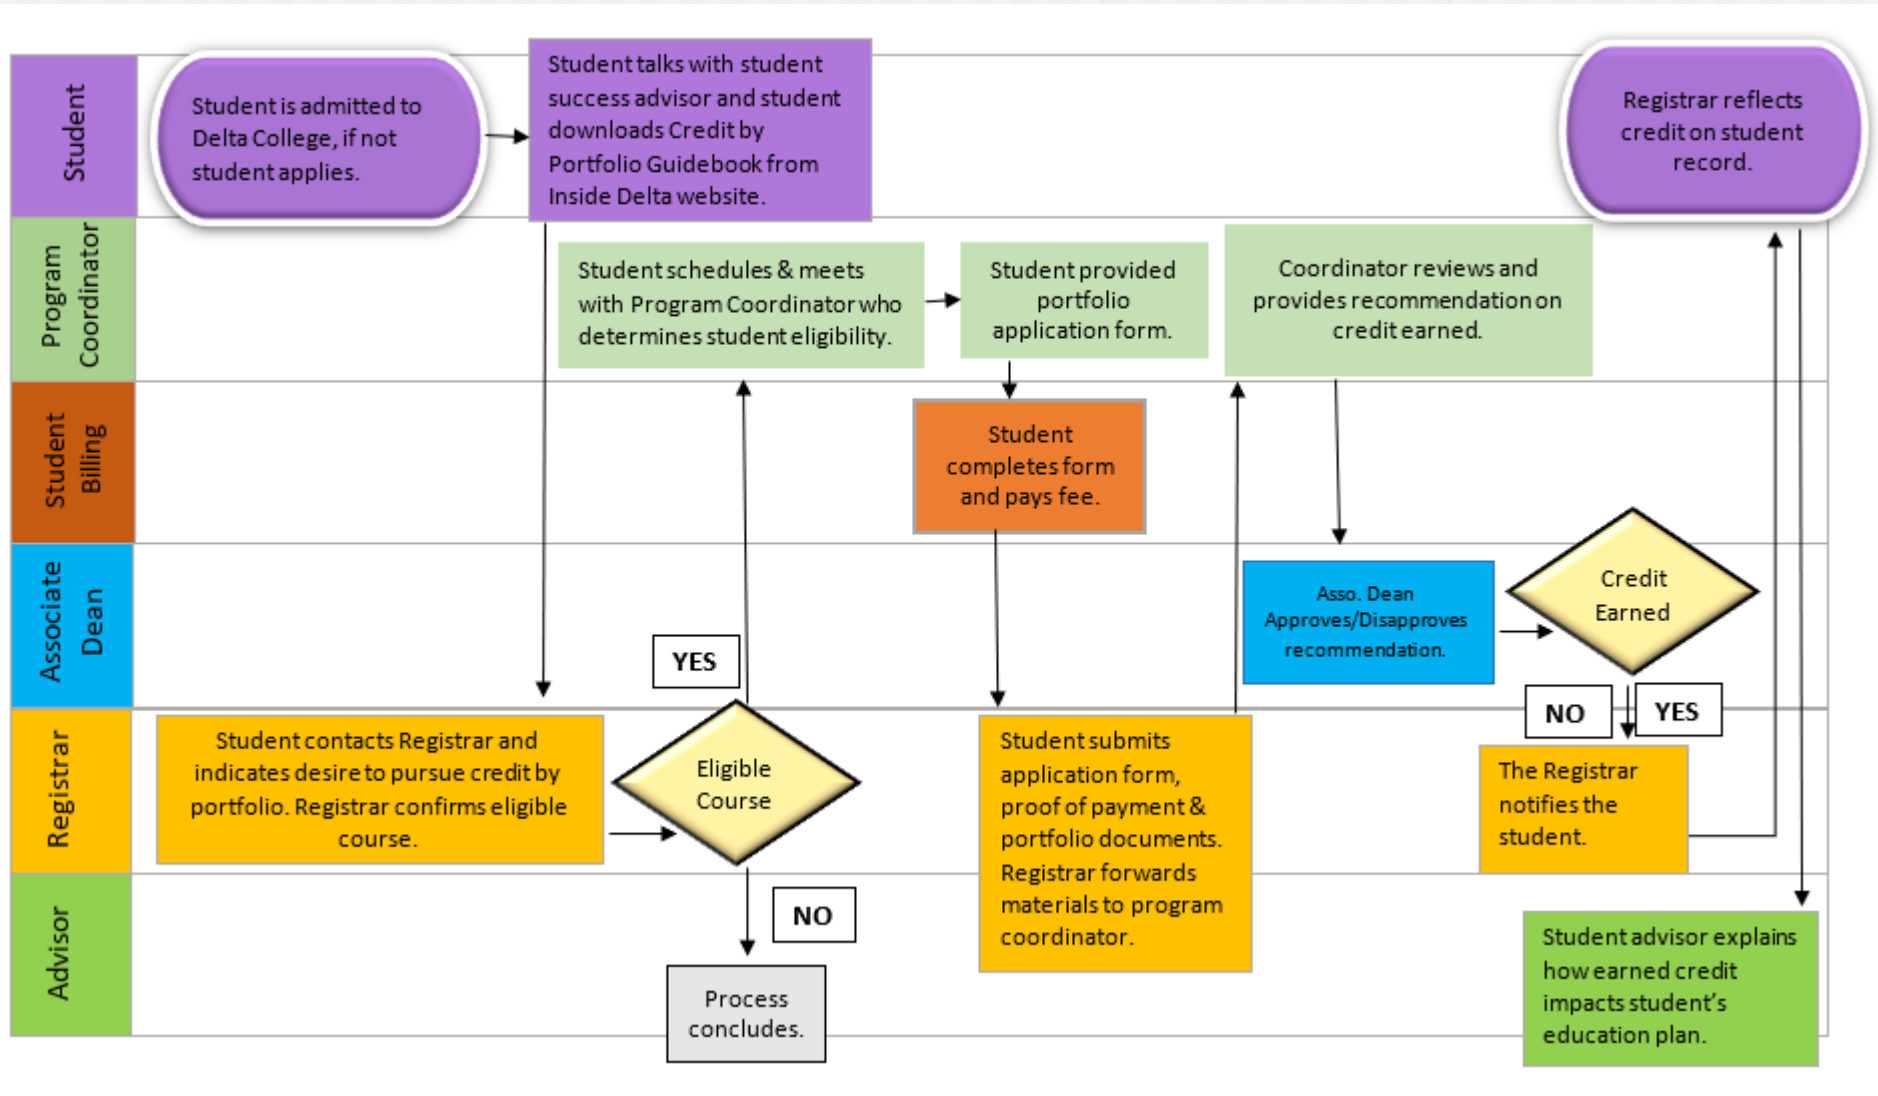 Student
Student is admitted to
Delta College, if not
student applies.
Student talks with student
success advisor and student
downloads Credit by
Portfolio Guidebook from
Inside Delta website.
Registrar reflects
credit on student
record.
Program
Coordinator
Student schedules & meets
with Program Coordinator who
determines student eligibility.
Student provided
portfolio
application form.
Coordinator reviews and
provides recommendation on
credit earned.
Student
Billing
Student
completes form
and pays fee.
Associate
Dean
YES
Asso. Dean
Approves/Disapproves
recommendation.
Credit
Earned
NO
YES
Registrar
Student contacts Registrar and
indicates desire to pursue credit by
portfolio. Registrar confirms eligible
course.
Eligible
Course
Student submits
application form,
proof of payment &
portfolio documents.
Registrar forwards
materials to program
coordinator.
The Registrar
notifies the
student.
Advisor
NO
Process
concludes.
Student advisor explains
how earned credit
impacts student's
education plan.